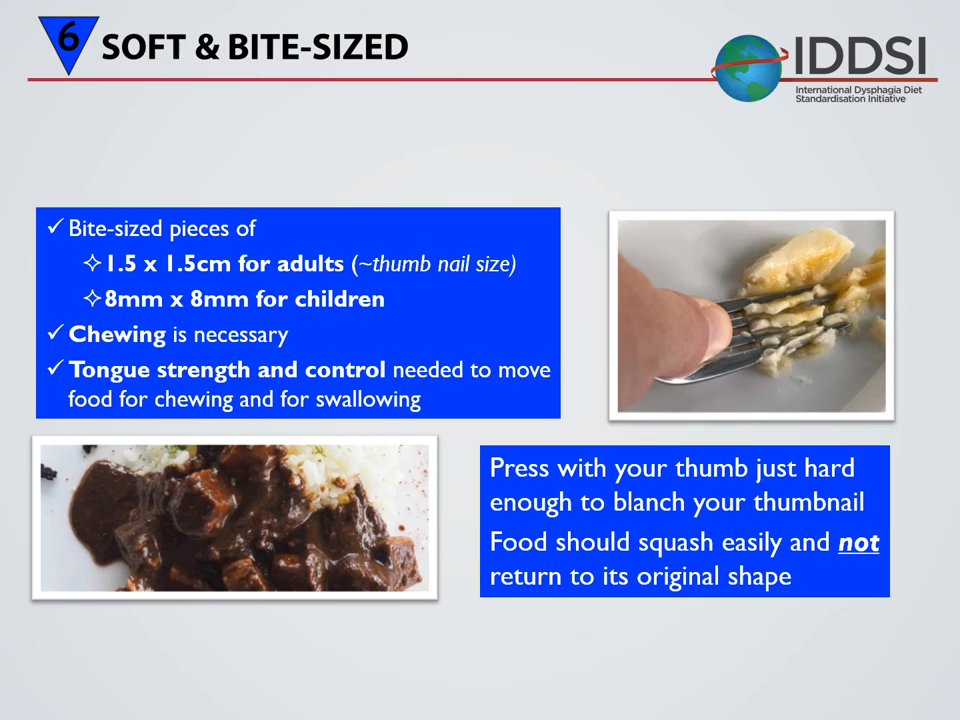 6
SOFT & BITE-SIZED
IDDSI
International Dysphagia Diet
Standardisation Initiative
✓ Bite-sized pieces of
✧1.5 x 1.5cm for adults (~thumb nail size)
✧8mm x 8mm for children
✓ Chewing is necessary
✓ Tongue strength and control needed to move
food for chewing and for swallowing
Press with your thumb just hard
enough to blanch your thumbnail
Food should squash easily and not
return to its original shape